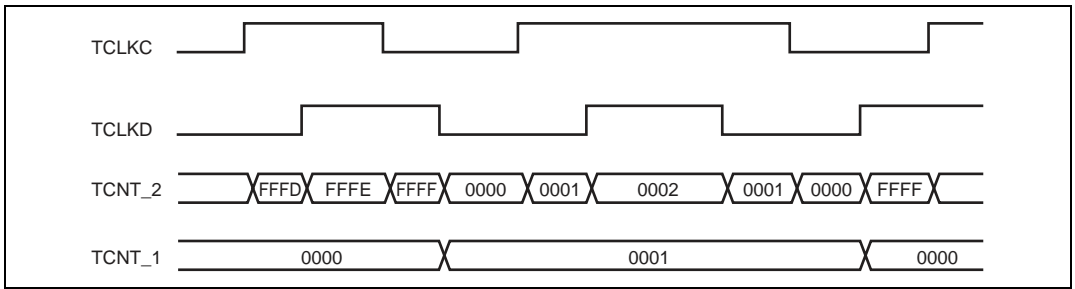 TCLKC
TCLKD
TCNT_2 FFFD FFFE FFFF 0000 0001 0002 0001 0000 FFFF
TCNT_1 0000 0001 0000